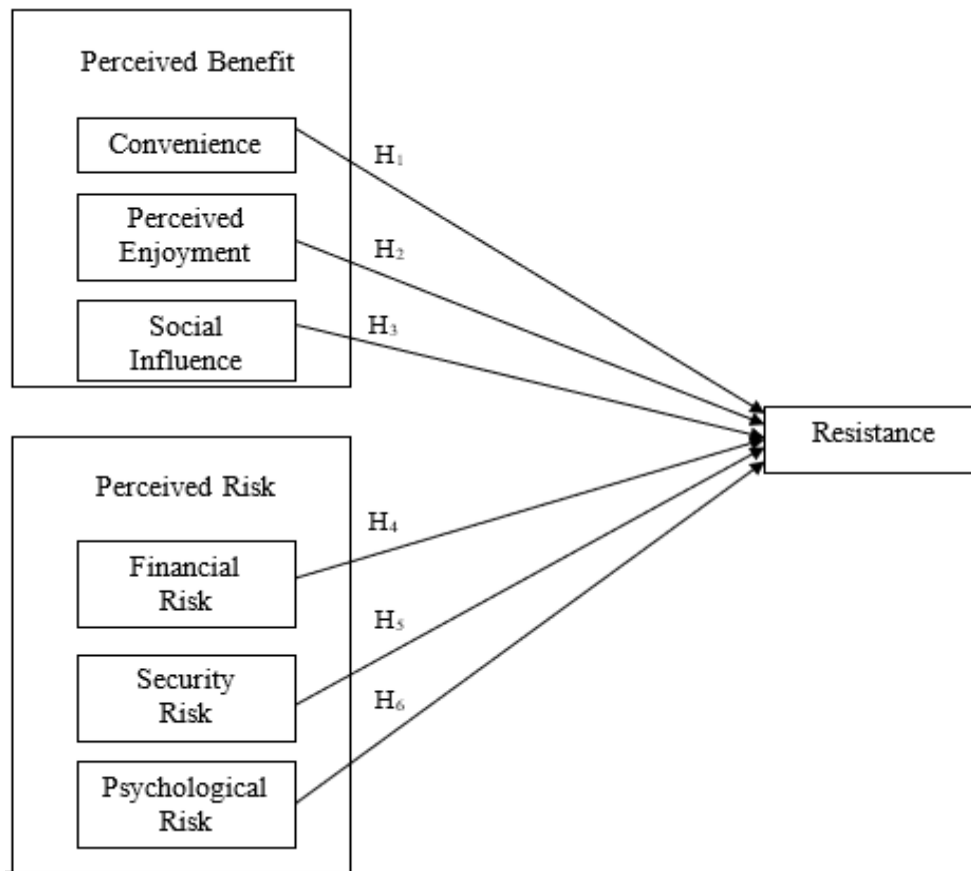 Perceived Benefit
Convenience
Perceived
Enjoyment
Social
Influence
H₁
H₂
H₃
Resistance
Perceived Risk
Financial
Risk
Security
Risk
Psychological
Risk
H₄
H₅
H₆